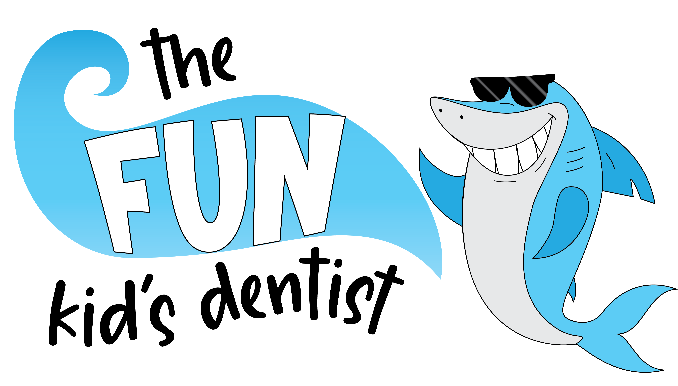 the
FUN
kid's dentist